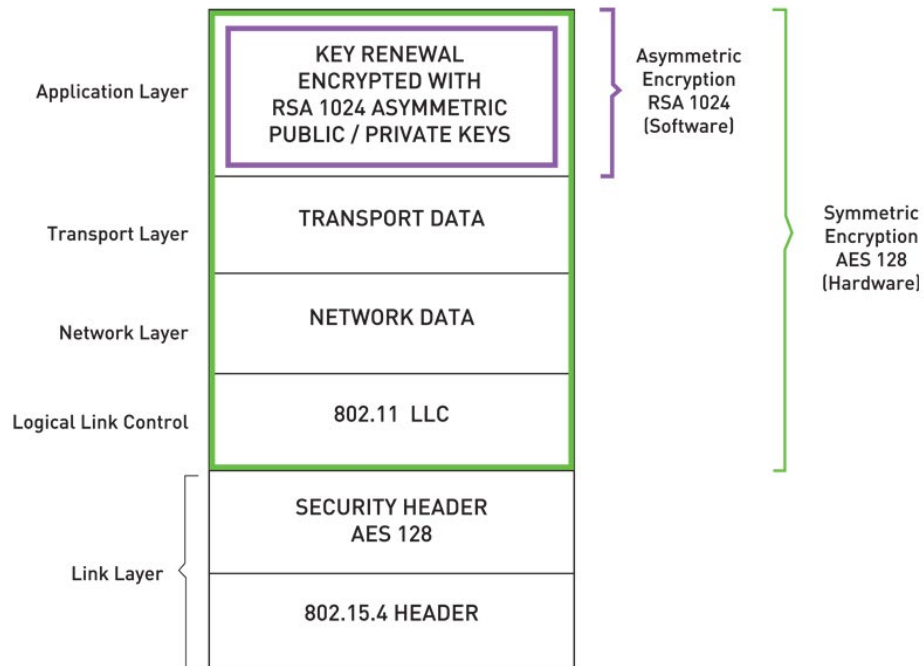 Application Layer
KEY RENEWAL
ENCRYPTED WITH
RSA 1024 ASYMMETRIC
PUBLIC / PRIVATE KEYS
Asymmetric
Encryption
RSA 1024
(Software)
Transport Layer
TRANSPORT DATA
Symmetric
Encryption
AES 128
(Hardware)
Network Layer
NETWORK DATA
Logical Link Control
802.11 LLC
Link Layer
SECURITY HEADER
AES 128
802.15.4 HEADER